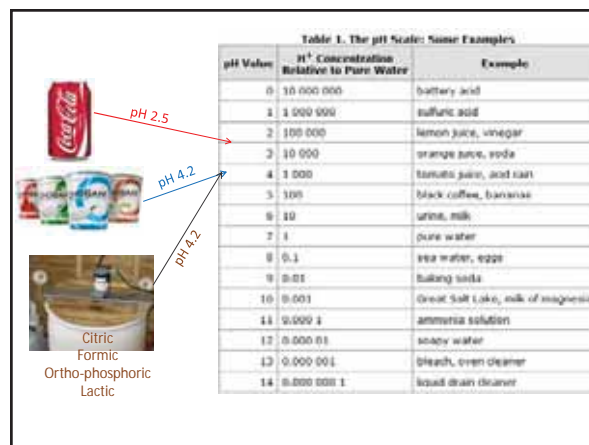 Table 1. The pH Scale: Some Examples
pH Value H⁺ Concentration Relative to Pure Water Example
0 10 000 000 battery acid
1 1 000 000 sulfuric acid
2 100 000 lemon juice, vinegar
3 10 000 orange juice, soda
4 1 000 tomato juice, acid rain
5 100 black coffee, bananas
6 10 urine, milk
7 1 pure water
8 0.1 sea water, eggs
9 0.01 baking soda
10 0.001 Great Salt Lake, milk of magnesia
11 0.000 1 ammonia solution
12 0.000 01 soapy water
13 0.000 001 bleach, oven cleaner
14 0.000 000 1 liquid drain cleaner
Coca-Cola
pH 2.5
pH 4.2
pH 4.2
Citric
Formic
Ortho-phosphoric
Lactic